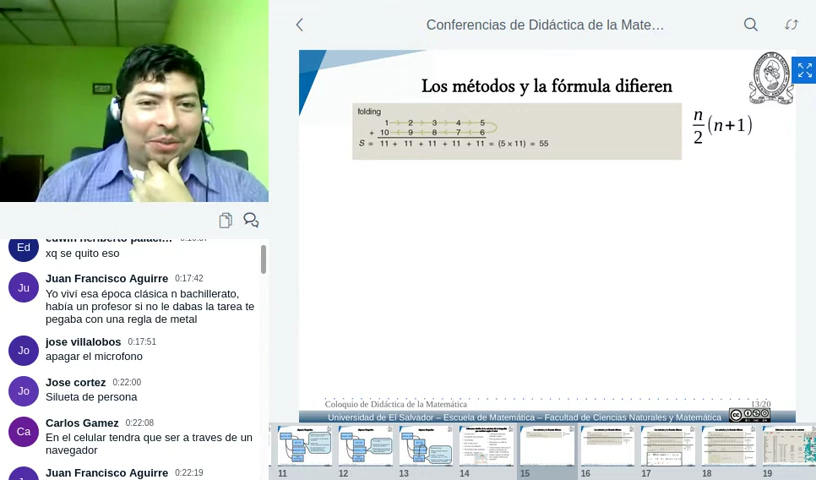 Conferencias de Didáctica de la Mate…
Los métodos y la fórmula difieren
folding
1 2 3 4 5
+ 10 9 8 7 6
S = 11 + 11 + 11 + 11 + 11 = (5 × 11) = 55
n/2 (n+1)
Ed
xq se quito eso
Ju
Juan Francisco Aguirre 0:17:42
Yo viví esa época clásica n bachillerato,
había un profesor si no le dabas la tarea te
pegaba con una regla de metal
Jo
jose villalobos 0:17:51
apagar el microfono
Jo
Jose cortez 0:22:00
Silueta de persona
Ca
Carlos Gamez 0:22:08
En el celular tendra que ser a traves de un
navegador
Juan Francisco Aguirre 0:22:19
Coloquio de Didáctica de la Matemática 13/20
Universidad de El Salvador – Escuela de Matemática – Facultad de Ciencias Naturales y Matemática
11 12 13 14 15 16 17 18 19